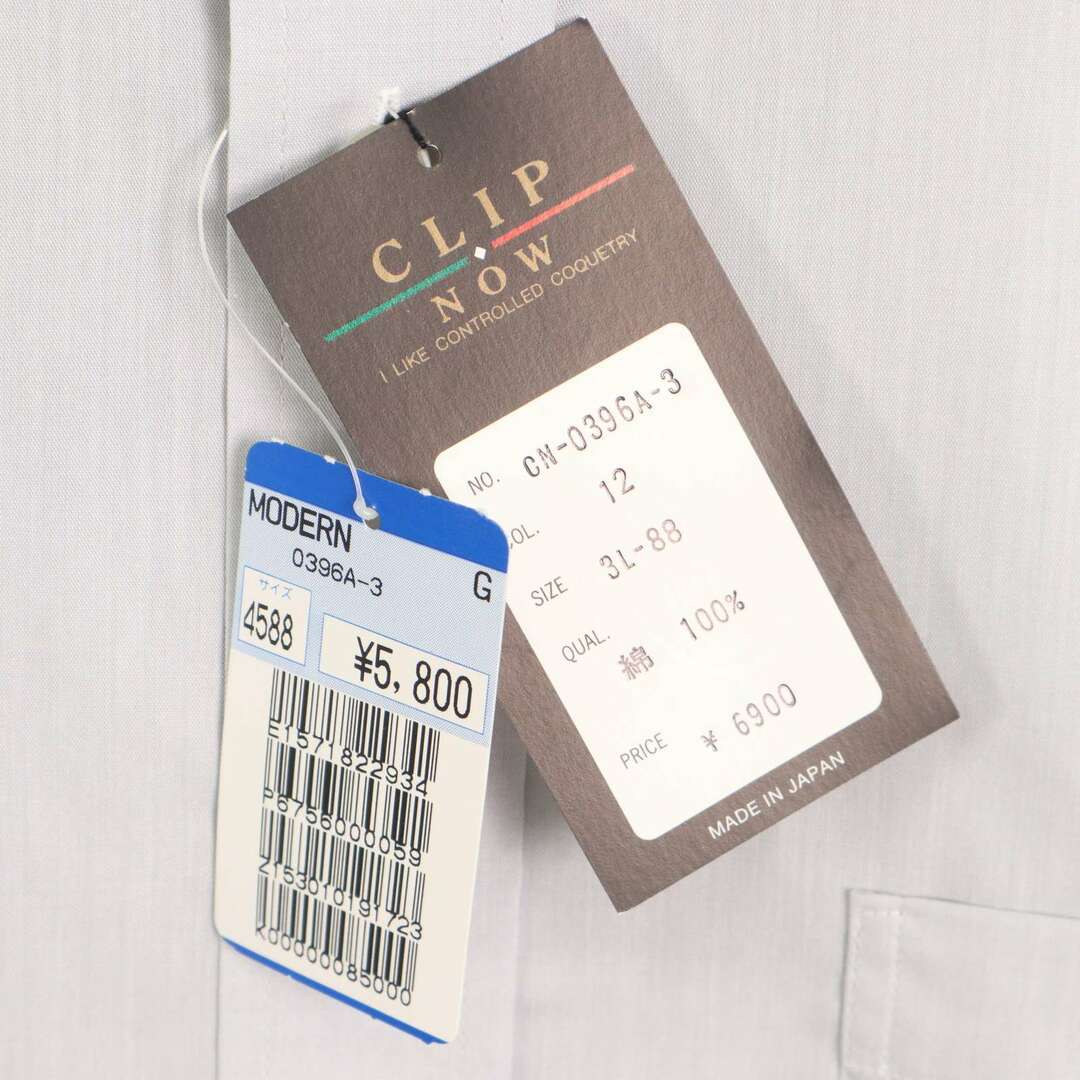 CLIP
NOW
I LIKE CONTROLLED COQUETRY
NO. CN-0396A-3
OL. 12
SIZE 3L-88
QUAL.
綿 100%
PRICE ¥ 6900
MADE IN JAPAN
MODERN
0396A-3
G
サイズ
4588
¥5,800
E1571822934
P6756000059
Z153010191723
K00000085000